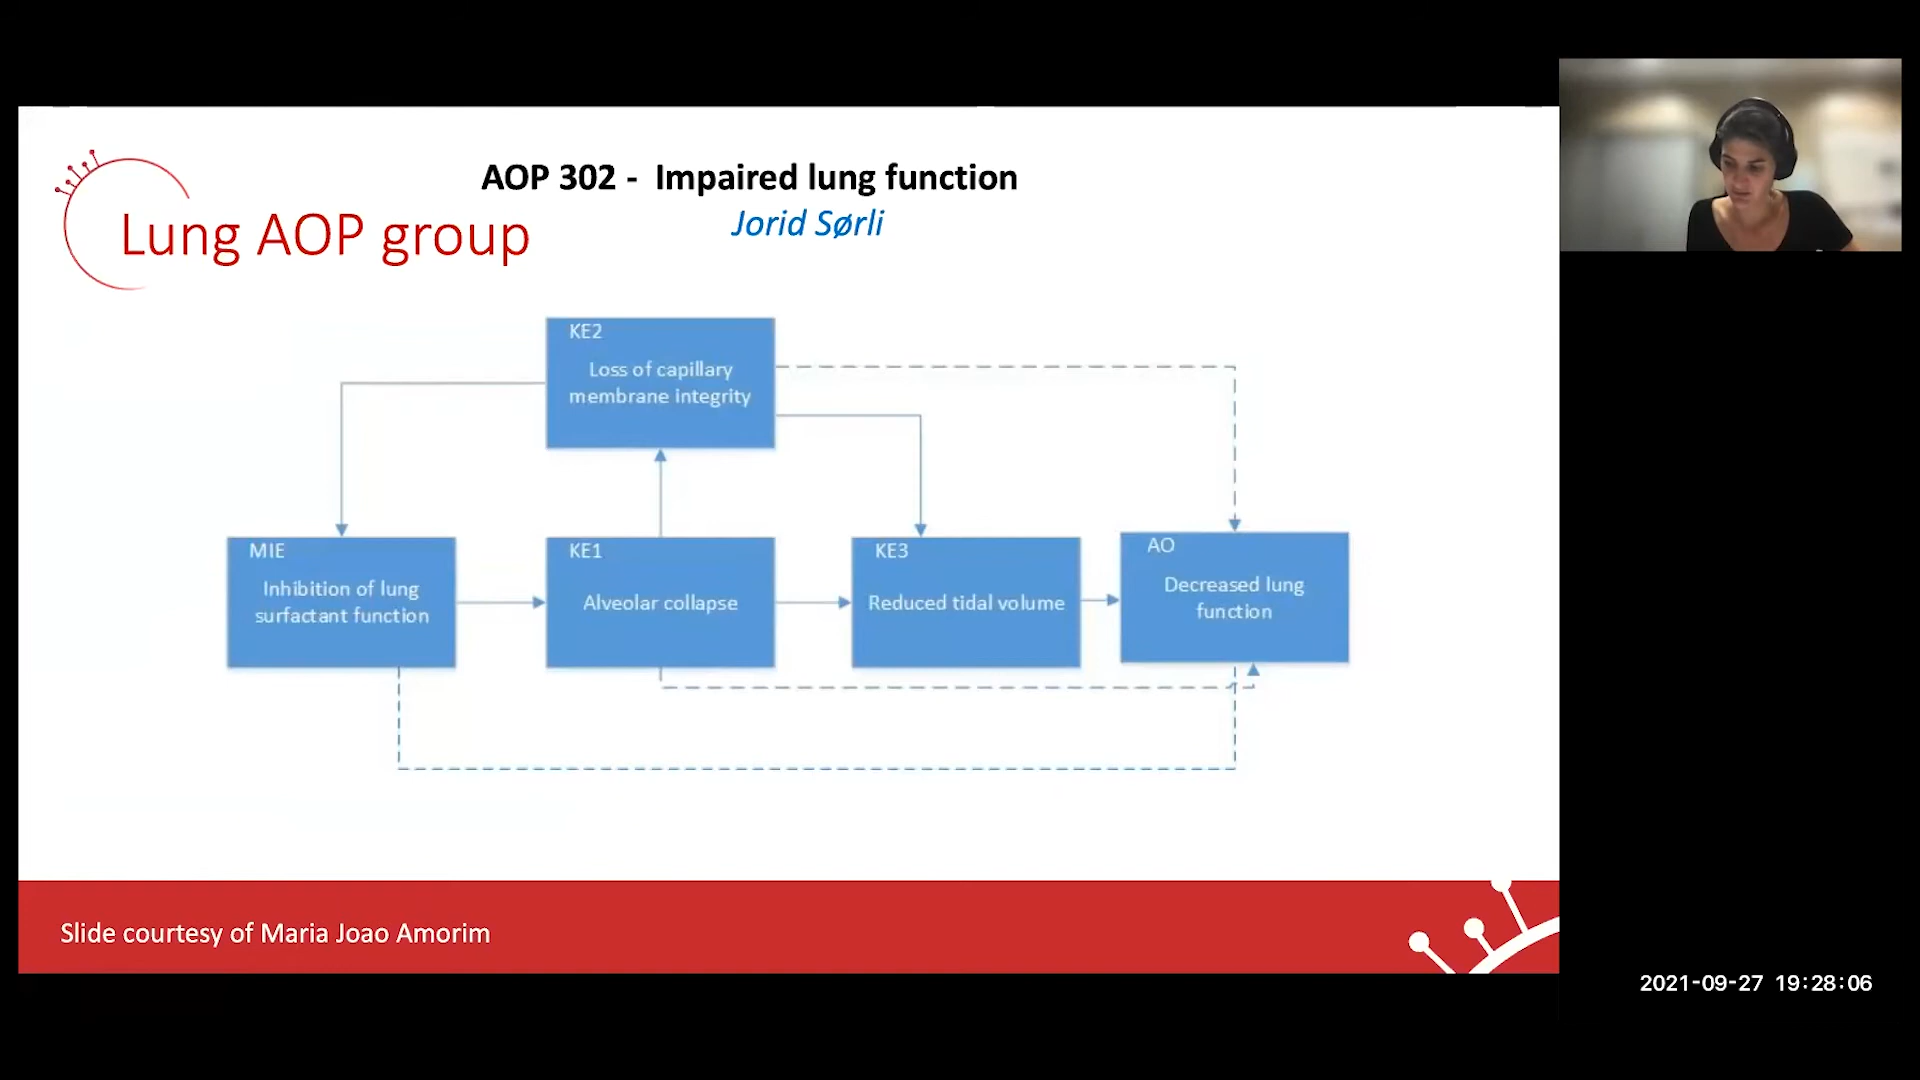 AOP 302 - Impaired lung function
Jorid Sørli
Lung AOP group
KE2
Loss of capillary
membrane integrity
MIE
Inhibition of lung
surfactant function
KE1
Alveolar collapse
KE3
Reduced tidal volume
AO
Decreased lung
function
Slide courtesy of Maria Joao Amorim
2021-09-27 19:28:06